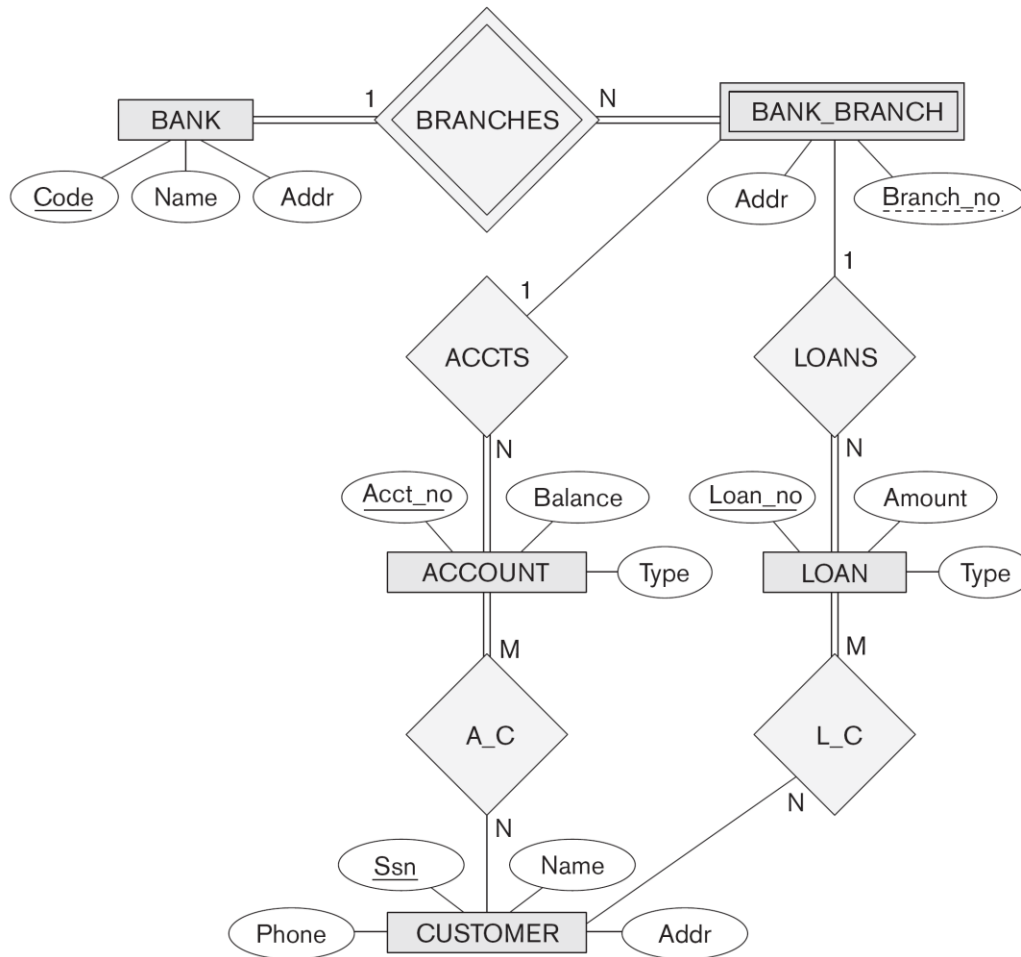 1
N
BANK
BRANCHES
BANK_BRANCH
Code
Name
Addr
Addr
Branch_no
1
1
ACCTS
LOANS
N
N
Acct_no
Balance
Loan_no
Amount
ACCOUNT
Type
LOAN
Type
M
M
A_C
L_C
N
N
Ssn
Name
Phone
CUSTOMER
Addr